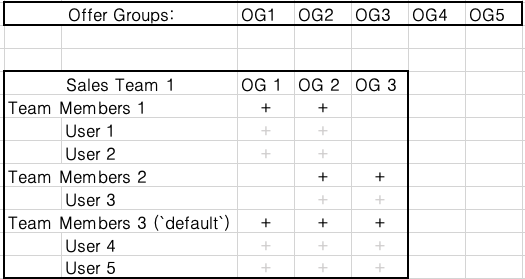 Offer Groups: OG1 OG2 OG3 OG4 OG5
Sales Team 1 OG 1 OG 2 OG 3
Team Members 1 + +
User 1 + +
User 2 + +
Team Members 2 + +
User 3 + +
Team Members 3 (`default`) + + +
User 4 + + +
User 5 + + +